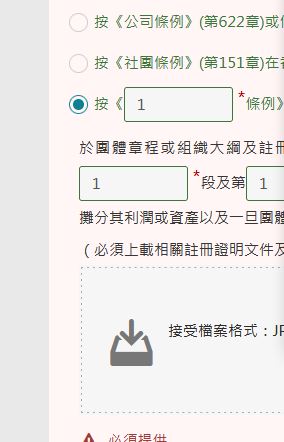 按《公司條例》(第622章)或
按《社團條例》(第151章)在
按《 1 *條例》
於團體章程或組織大綱及註
1 *段及第 1
攤分其利潤或資產以及一旦團
(必須上載相關註冊證明文件及
接受檔案格式:JP
必須提供